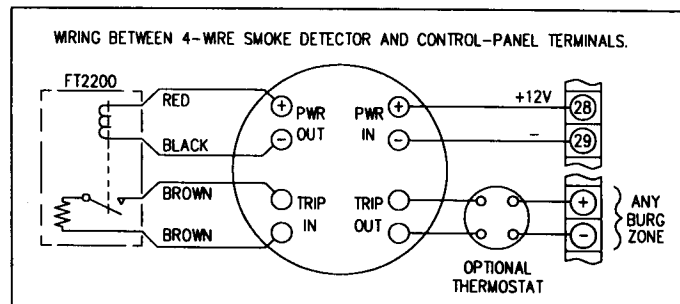 WIRING BETWEEN 4-WIRE SMOKE DETECTOR AND CONTROL-PANEL TERMINALS.
FT2200
RED
BLACK
BROWN
BROWN
+ PWR OUT -
PWR IN + -
TRIP IN
TRIP OUT
+12V 28
- 29
OPTIONAL THERMOSTAT
+ -
ANY BURG ZONE